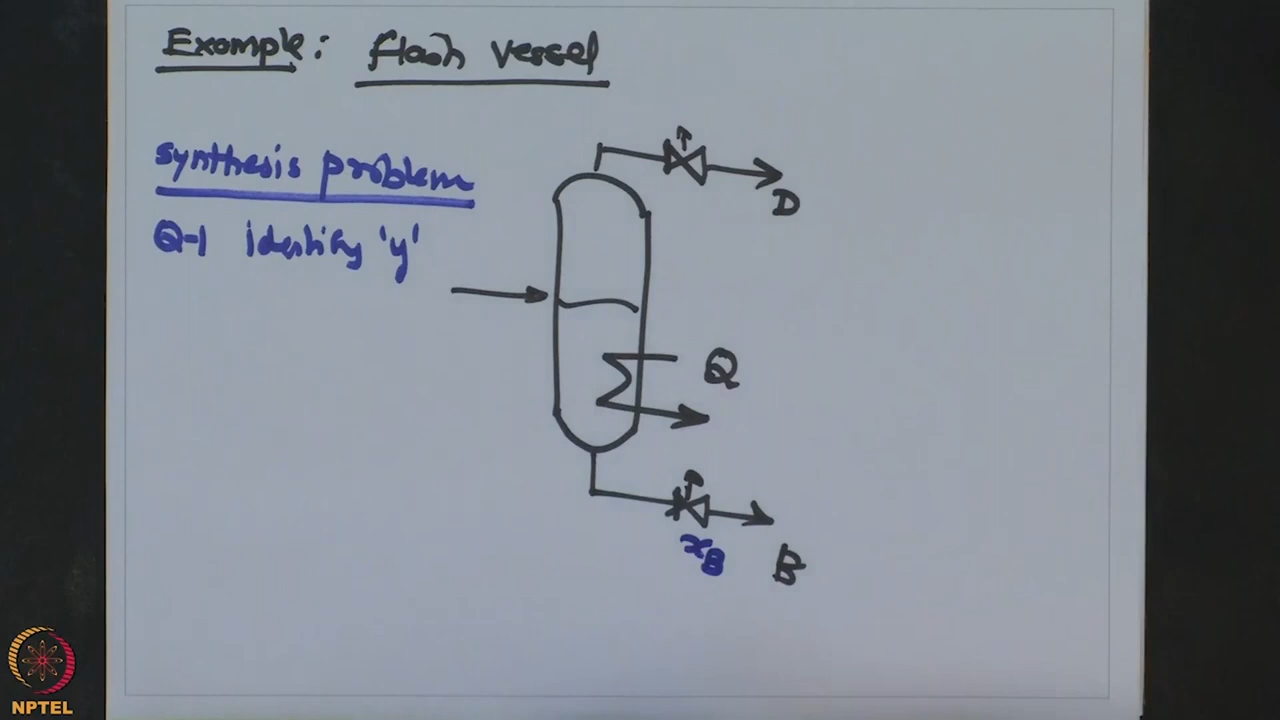 Example: flash vessel
synthesis problem
Q-1 identify 'y'
D
Q
x_B
B
NPTEL